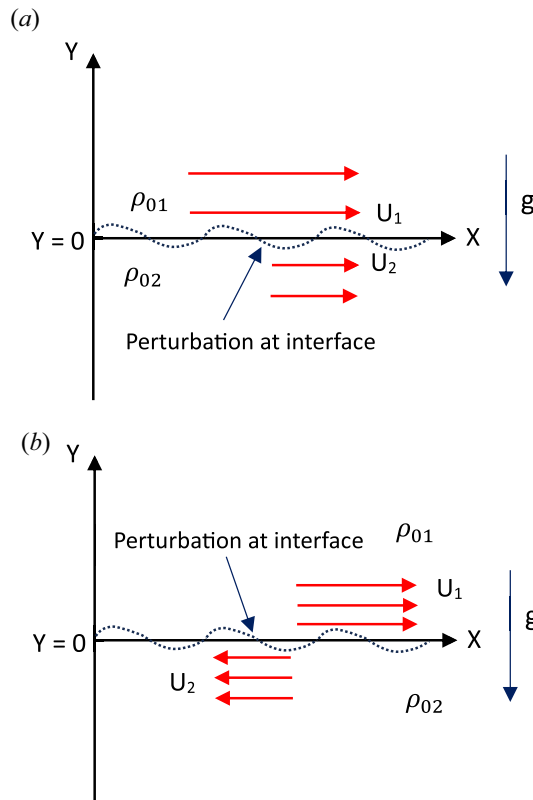 (a)
Y
ρ01
U1
g
Y = 0
X
ρ02
U2
Perturbation at interface
(b)
Y
ρ01
Perturbation at interface
U1
g
Y = 0
X
U2
ρ02